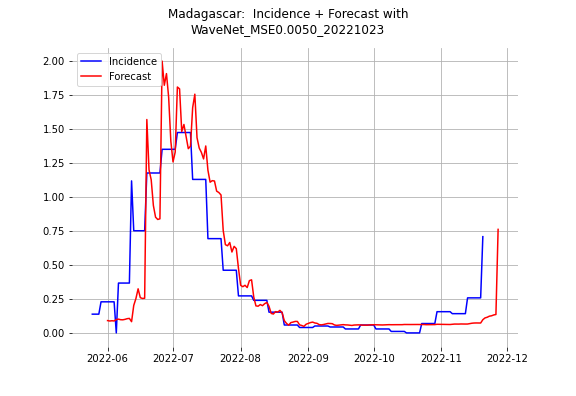 Madagascar:  Incidence + Forecast with
WaveNet_MSE0.0050_20221023
Incidence
Forecast
2.00
1.75
1.50
1.25
1.00
0.75
0.50
0.25
0.00
2022-06 2022-07 2022-08 2022-09 2022-10 2022-11 2022-12